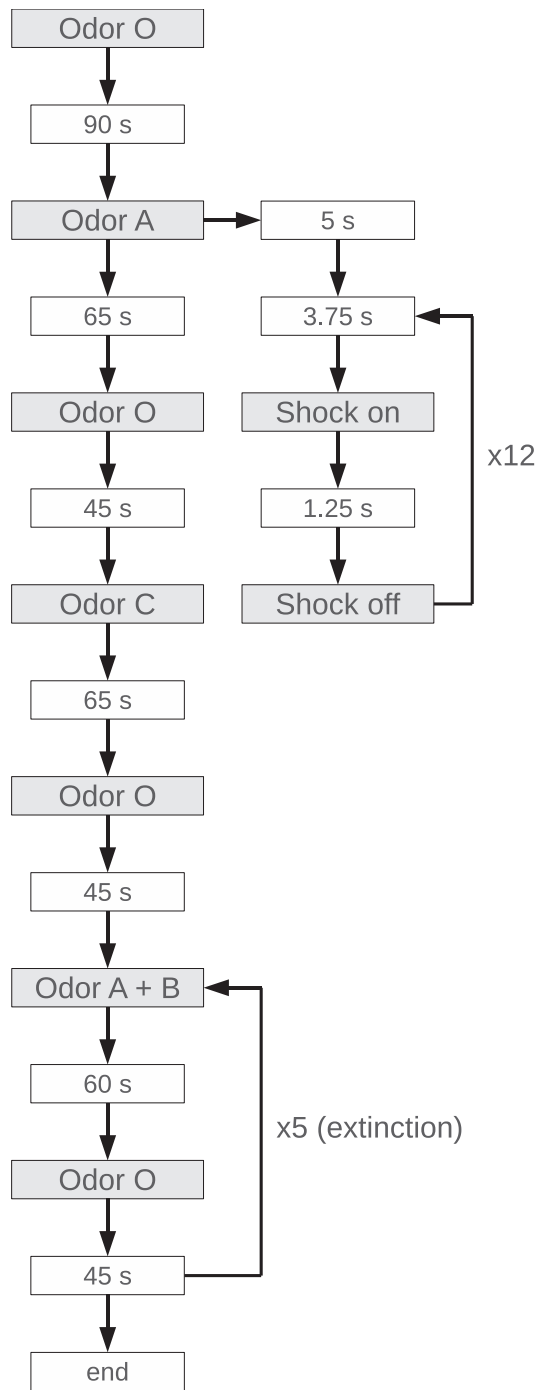 Odor O
90 s
Odor A
5 s
65 s
3.75 s
Odor O
Shock on
x12
45 s
1.25 s
Odor C
Shock off
65 s
Odor O
45 s
Odor A + B
60 s
x5 (extinction)
Odor O
45 s
end